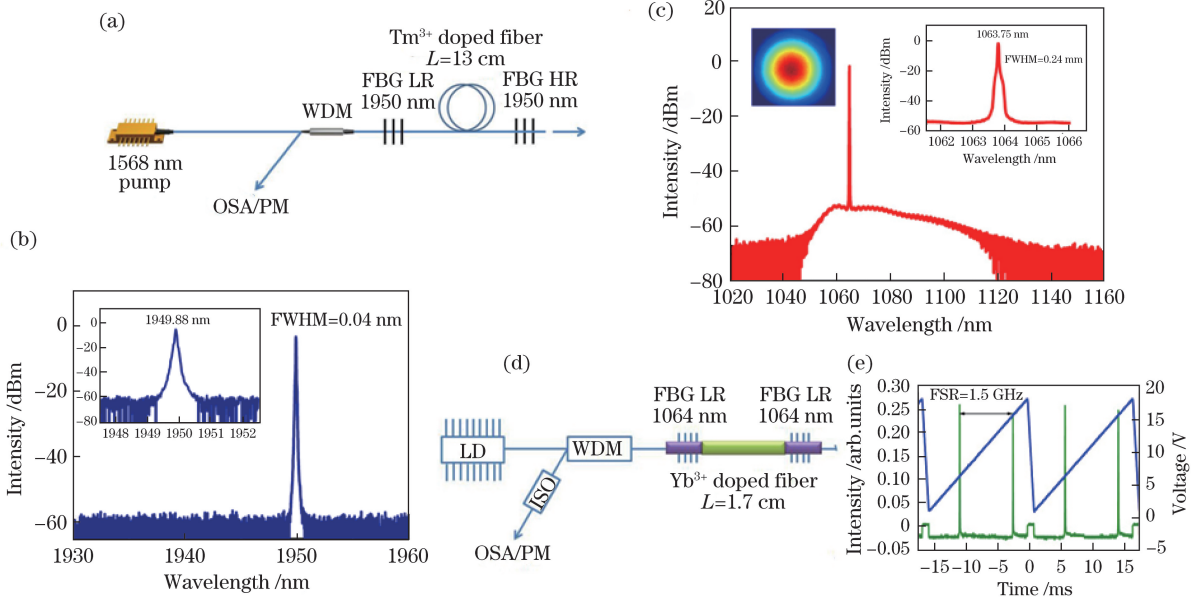 (a)
Tm³⁺ doped fiber
L=13 cm
FBG LR
1950 nm
FBG HR
1950 nm
WDM
1568 nm
pump
OSA/PM
(b)
Intensity /dBm
0
−20
−40
−60
1930
1940
1950
1960
Wavelength /nm
FWHM=0.04 nm
1949.88 nm
0
−20
−40
−60
−80
1948
1949
1950
1951
1952
(c)
Intensity /dBm
20
0
−20
−40
−60
−80
1020
1040
1060
1080
1100
1120
1140
1160
Wavelength /nm
1063.75 nm
FWHM=0.24 mm
Intensity /dBm
0
−20
−40
−60
1062
1063
1064
1065
1066
Wavelength /nm
(d)
LD
WDM
ISO
OSA/PM
FBG LR
1064 nm
FBG LR
1064 nm
Yb³⁺ doped fiber
L=1.7 cm
(e)
Intensity /arb.units
0.30
0.25
0.20
0.15
0.10
0.05
0
−0.05
FSR=1.5 GHz
20
15
10
5
0
−5
Voltage /V
−15
−10
−5
0
5
10
15
Time /ms